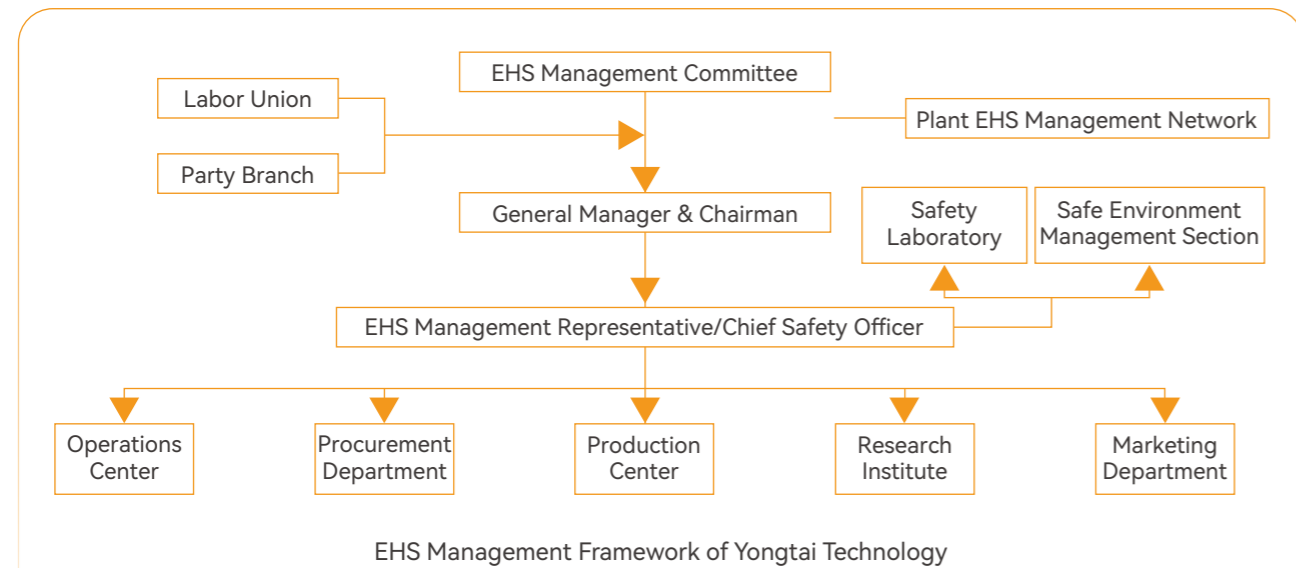 EHS Management Committee
Labor Union
Plant EHS Management Network
Party Branch
General Manager & Chairman
Safety
Laboratory
Safe Environment
Management Section
EHS Management Representative/Chief Safety Officer
Operations
Center
Procurement
Department
Production
Center
Research
Institute
Marketing
Department
EHS Management Framework of Yongtai Technology